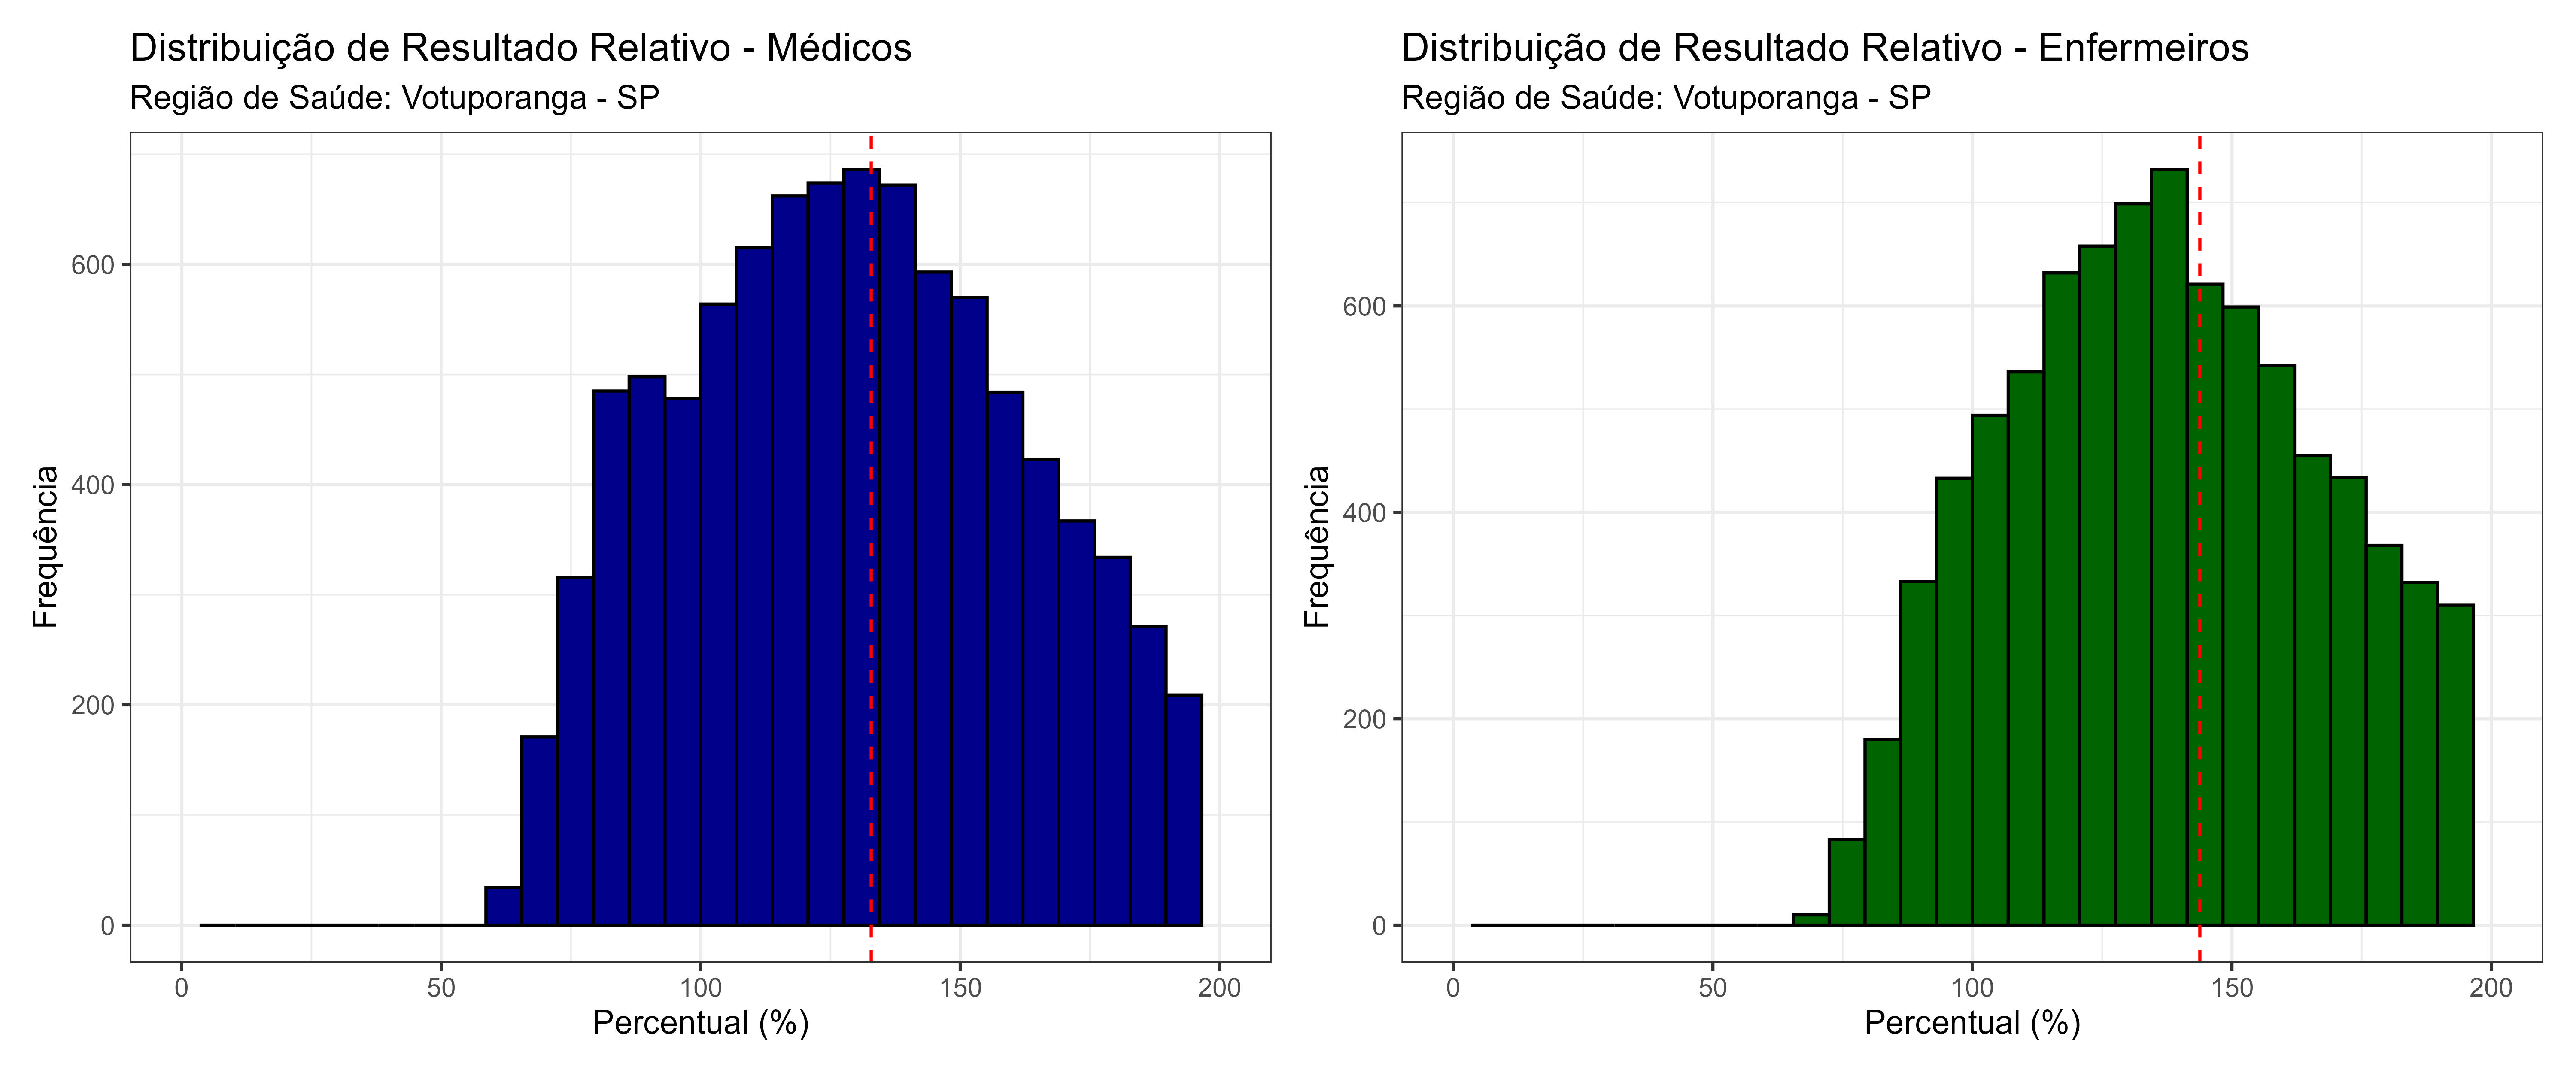 Distribuição de Resultado Relativo - Médicos
Região de Saúde: Votuporanga - SP
Frequência
600
400
200
0
0 50 100 150 200
Percentual (%)
Distribuição de Resultado Relativo - Enfermeiros
Região de Saúde: Votuporanga - SP
Frequência
600
400
200
0
0 50 100 150 200
Percentual (%)